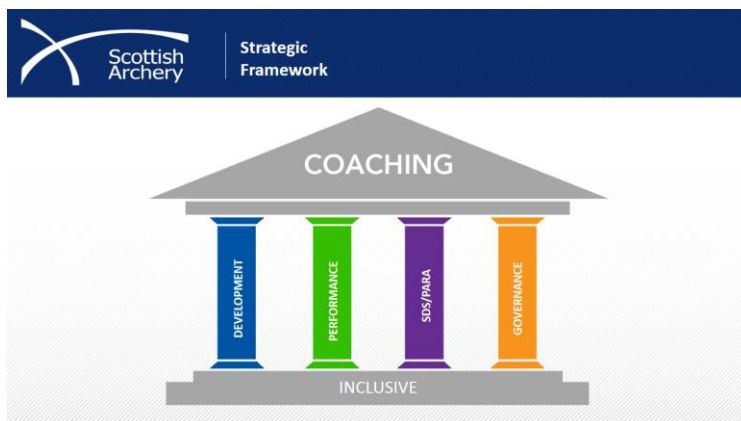 Scottish
Archery
Strategic
Framework
COACHING
DEVELOPMENT
PERFORMANCE
SDS/PARA
GOVERNANCE
INCLUSIVE